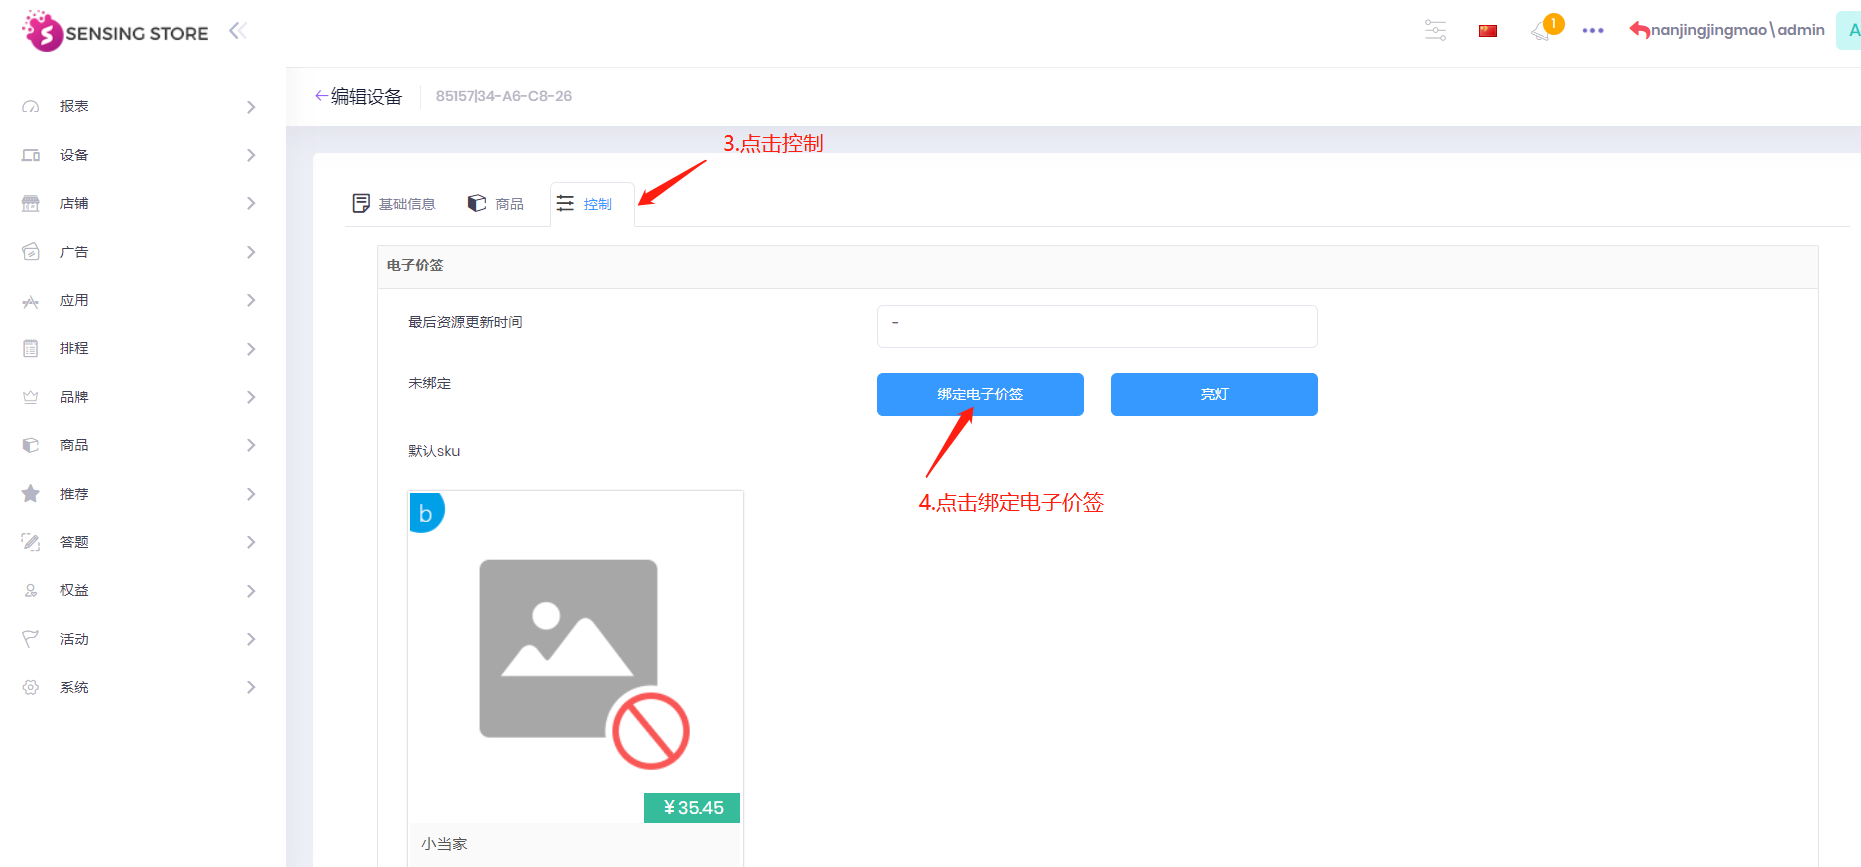 SENSING STORE
1
nanjingjingmao\admin
A
报表
设备
店铺
广告
应用
排程
品牌
商品
推荐
答题
权益
活动
系统
编辑设备
85157|34-A6-C8-26
3.点击控制
基础信息
商品
控制
电子价签
最后资源更新时间
-
未绑定
绑定电子价签
亮灯
默认sku
4.点击绑定电子价签
b
¥35.45
小当家